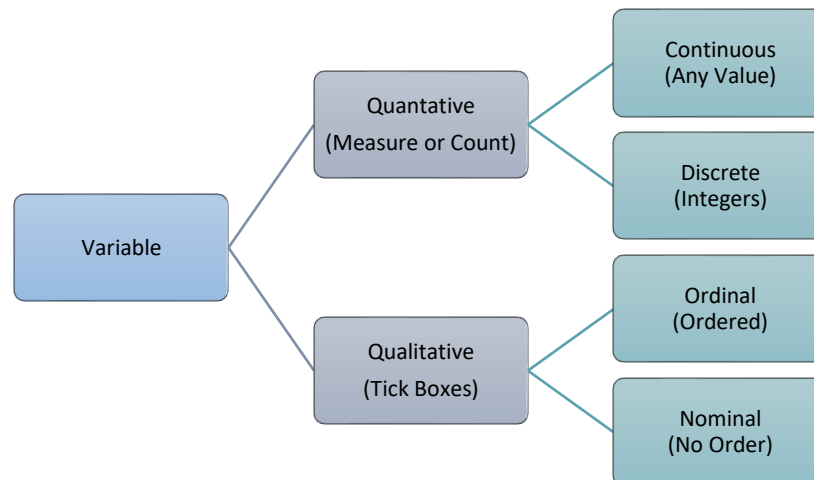 Variable
Quantative
(Measure or Count)
Continuous
(Any Value)
Discrete
(Integers)
Qualitative
(Tick Boxes)
Ordinal
(Ordered)
Nominal
(No Order)